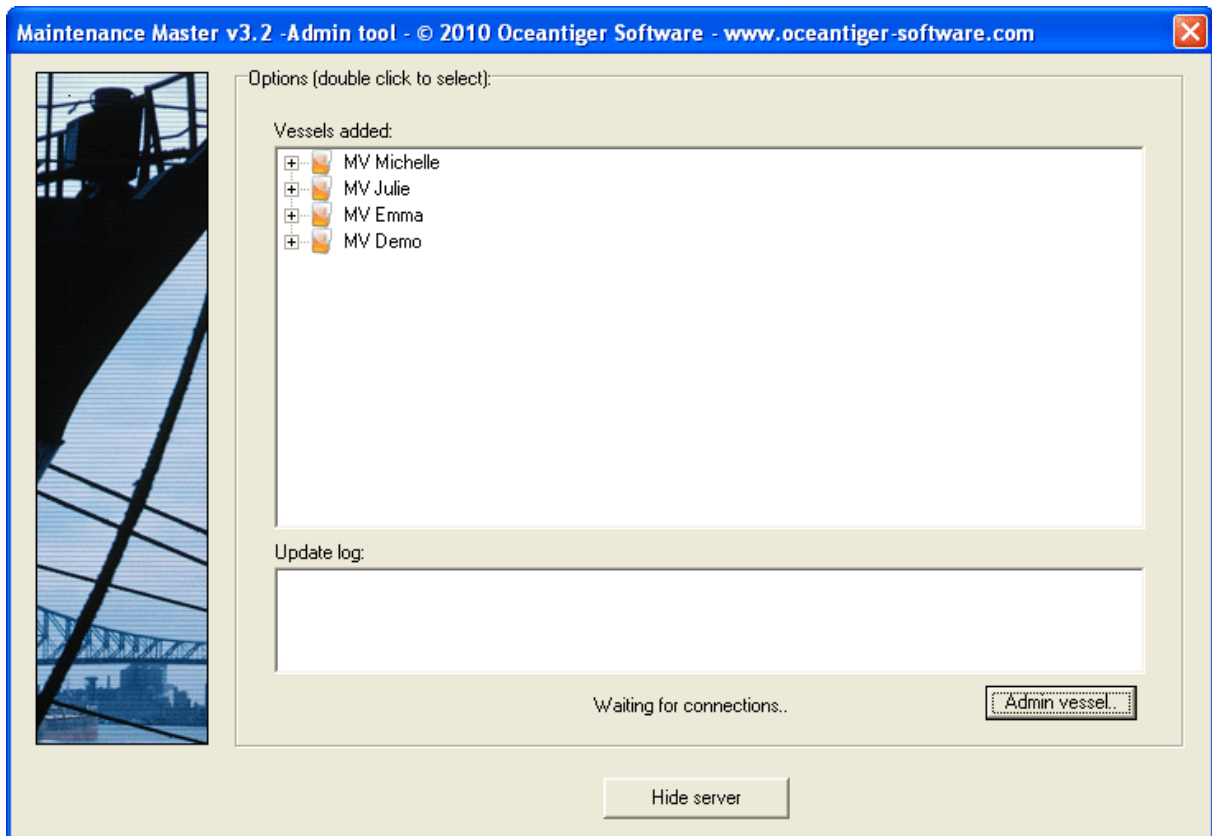 Maintenance Master v3.2 -Admin tool - © 2010 Oceantiger Software - www.oceantiger-software.com
Options (double click to select):
Vessels added:
MV Michelle
MV Julie
MV Emma
MV Demo
Update log:
Waiting for connections..
Admin vessel..
Hide server